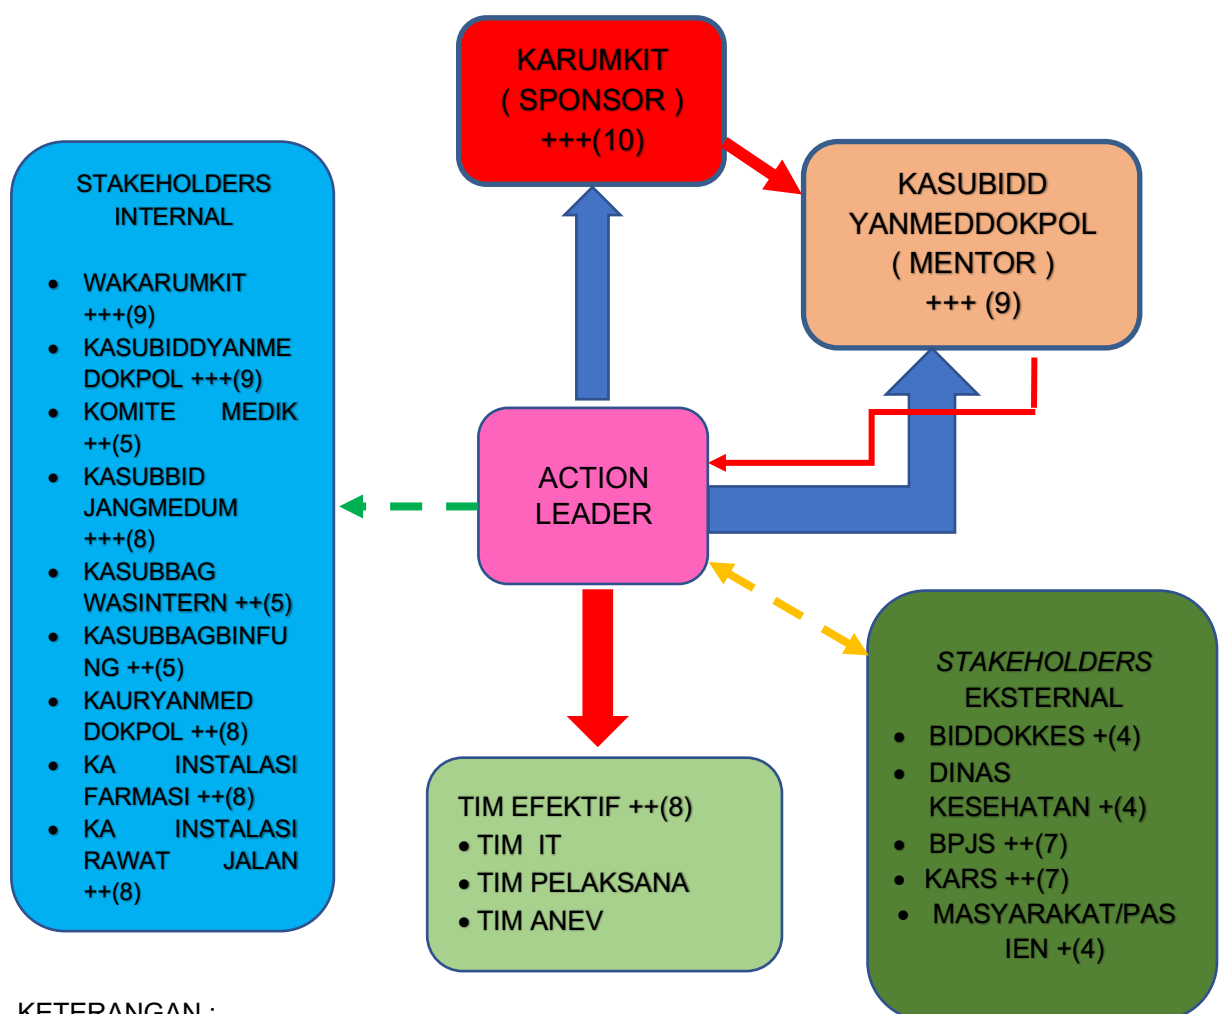 KARUMKIT
( SPONSOR )
+++(10)
KASUBIDD
YANMEDDOKPOL
( MENTOR )
+++ (9)
STAKEHOLDERS
INTERNAL
• WAKARUMKIT
+++(9)
• KASUBIDDYANME
DOKPOL +++(9)
• KOMITE MEDIK
++(5)
• KASUBBID
JANGMEDUM
+++(8)
• KASUBBAG
WASINTERN ++(5)
• KASUBBAGBINFU
NG ++(5)
• KAURYANMED
DOKPOL ++(8)
• KA INSTALASI
FARMASI ++(8)
• KA INSTALASI
RAWAT JALAN
++(8)
ACTION
LEADER
TIM EFEKTIF ++(8)
• TIM IT
• TIM PELAKSANA
• TIM ANEV
STAKEHOLDERS
EKSTERNAL
• BIDDOKKES +(4)
• DINAS
KESEHATAN +(4)
• BPJS ++(7)
• KARS ++(7)
• MASYARAKAT/PAS
IEN +(4)
KETERANGAN :